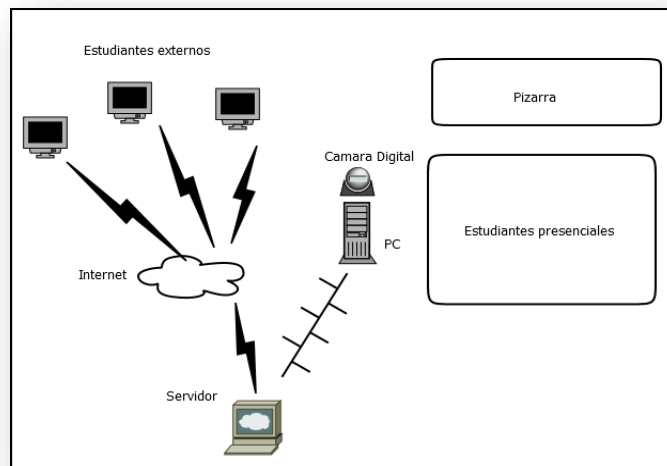 Estudiantes externos
Pizarra
Camara Digital
Estudiantes presenciales
PC
Internet
Servidor